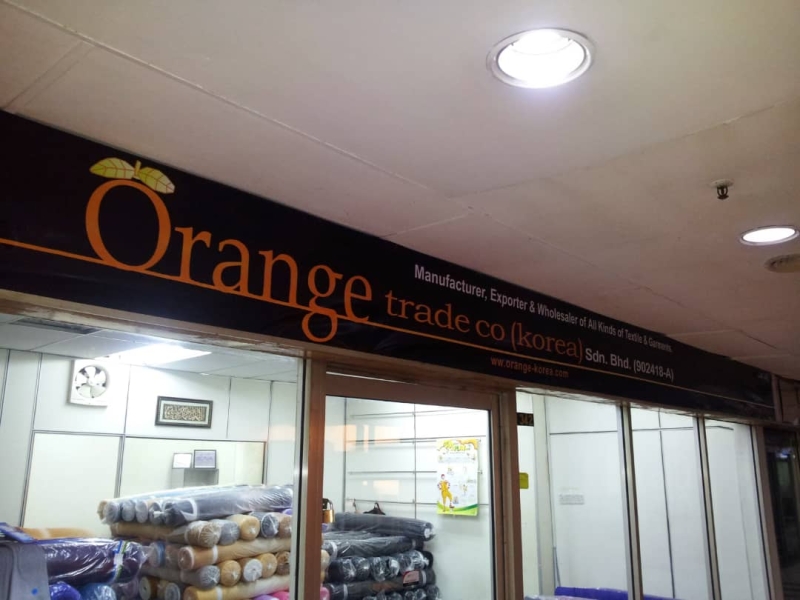 Orange trade co (korea) Sdn. Bhd. (902418-A)
Manufacturer, Exporter & Wholesaler of All Kinds of Textile & Garments
www.orange-korea.com